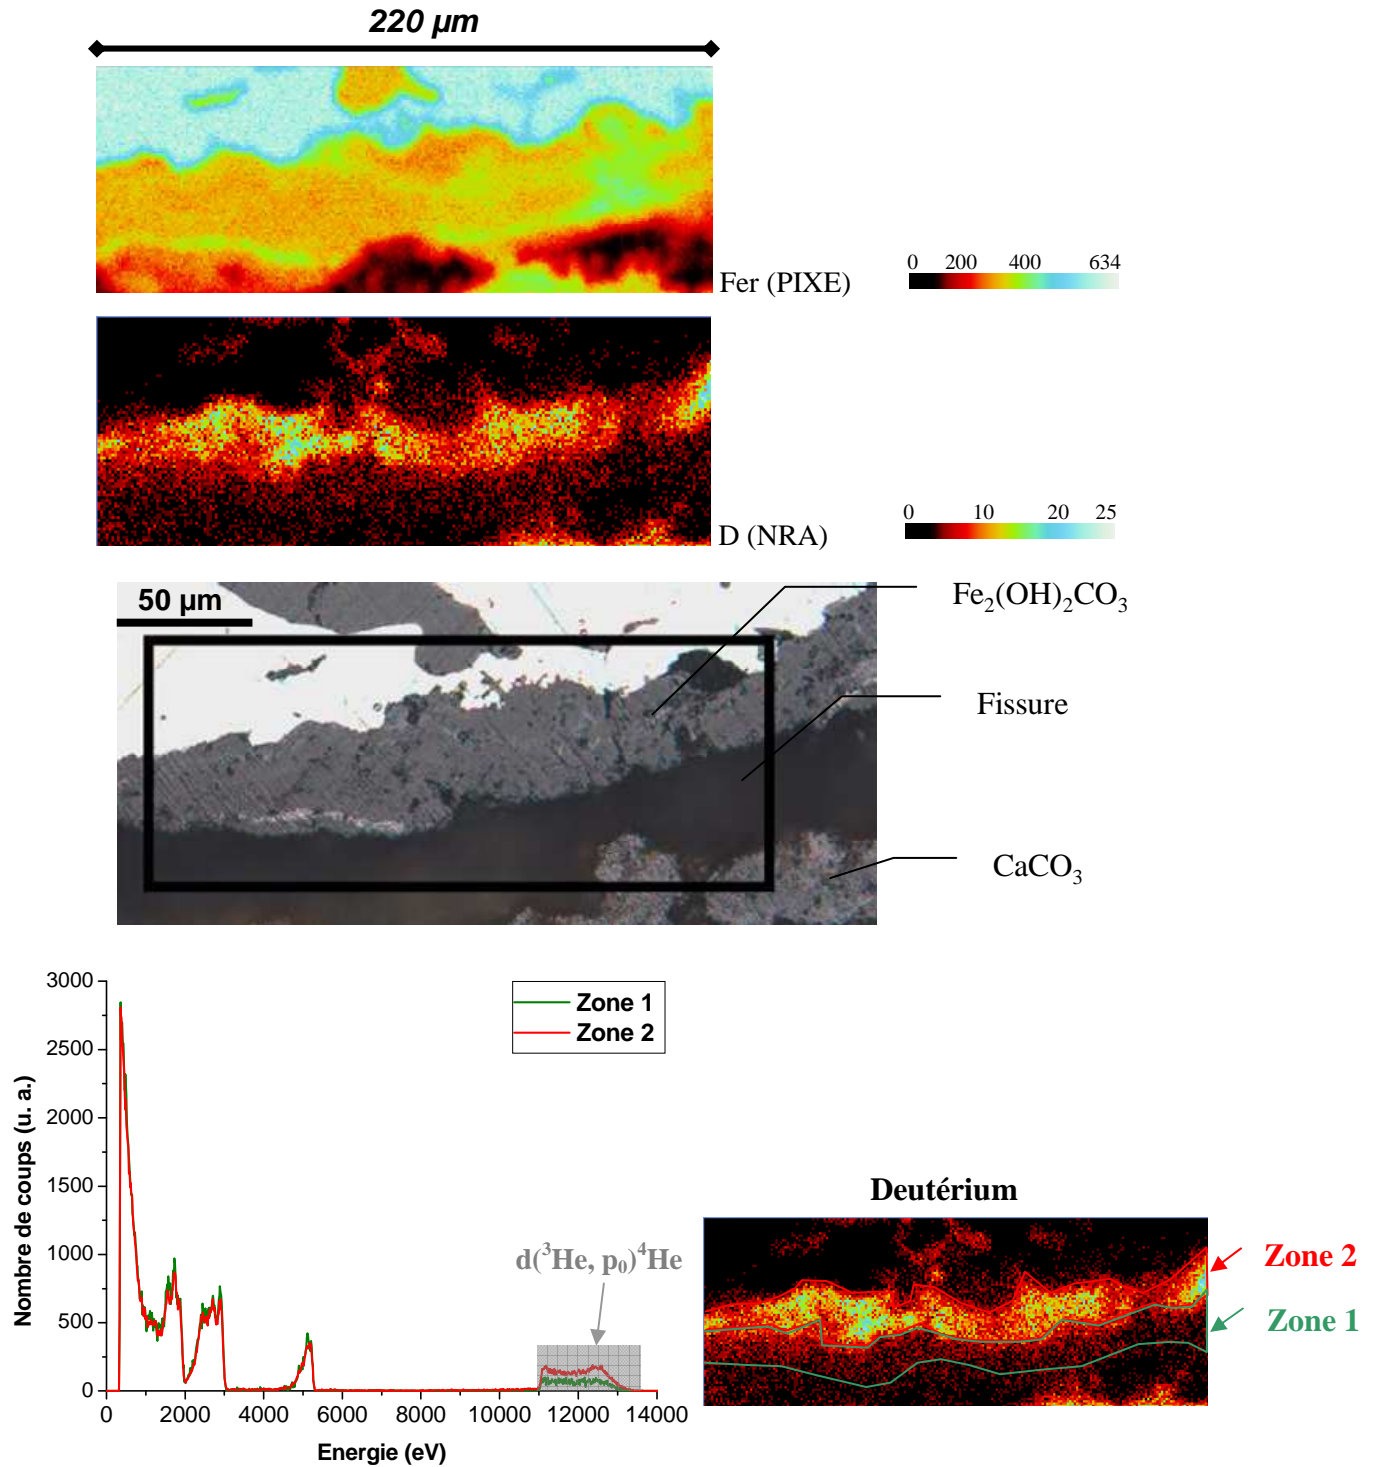 220 µm
Fer (PIXE)
0 200 400 634
D (NRA)
0 10 20 25
50 µm
Fe₂(OH)₂CO₃
Fissure
CaCO₃
3000
2500
2000
1500
1000
500
0
Nombre de coups (u. a.)
Zone 1
Zone 2
d(³He, p₀)⁴He
0 2000 4000 6000 8000 10000 12000 14000
Energie (eV)
Deutérium
Zone 2
Zone 1